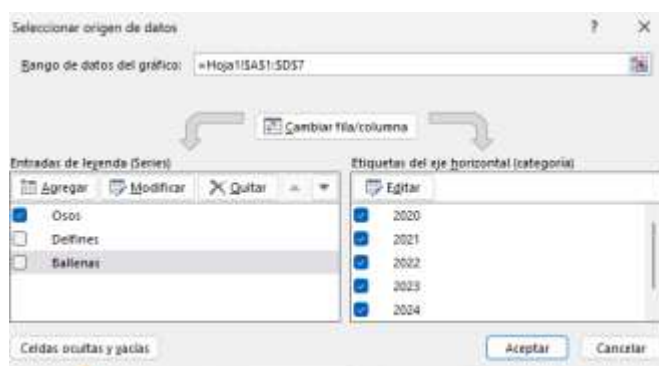 Seleccionar origen de datos ? ×
Rango de datos del gráfico: =Hoja1!$A$1:$D$7
Cambiar fila/columna
Entradas de leyenda (Series)
Etiquetas del eje horizontal (categoría)
Agregar Modificar Quitar
Editar
Osos
Delfines
Ballenas
2020
2021
2022
2023
2024
Celdas ocultas y vacías
Aceptar Cancelar